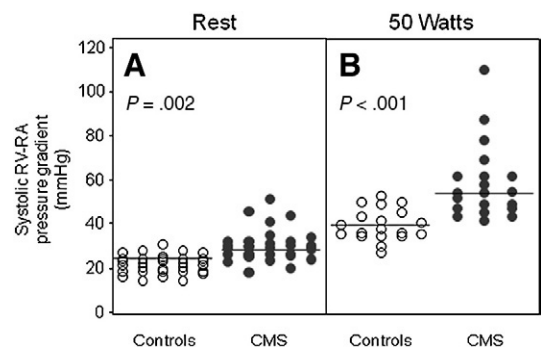 Rest
50 Watts
Systolic RV-RA
pressure gradient
(mmHg)
120
100
80
60
40
20
0
A
P = .002
B
P < .001
Controls
CMS
Controls
CMS